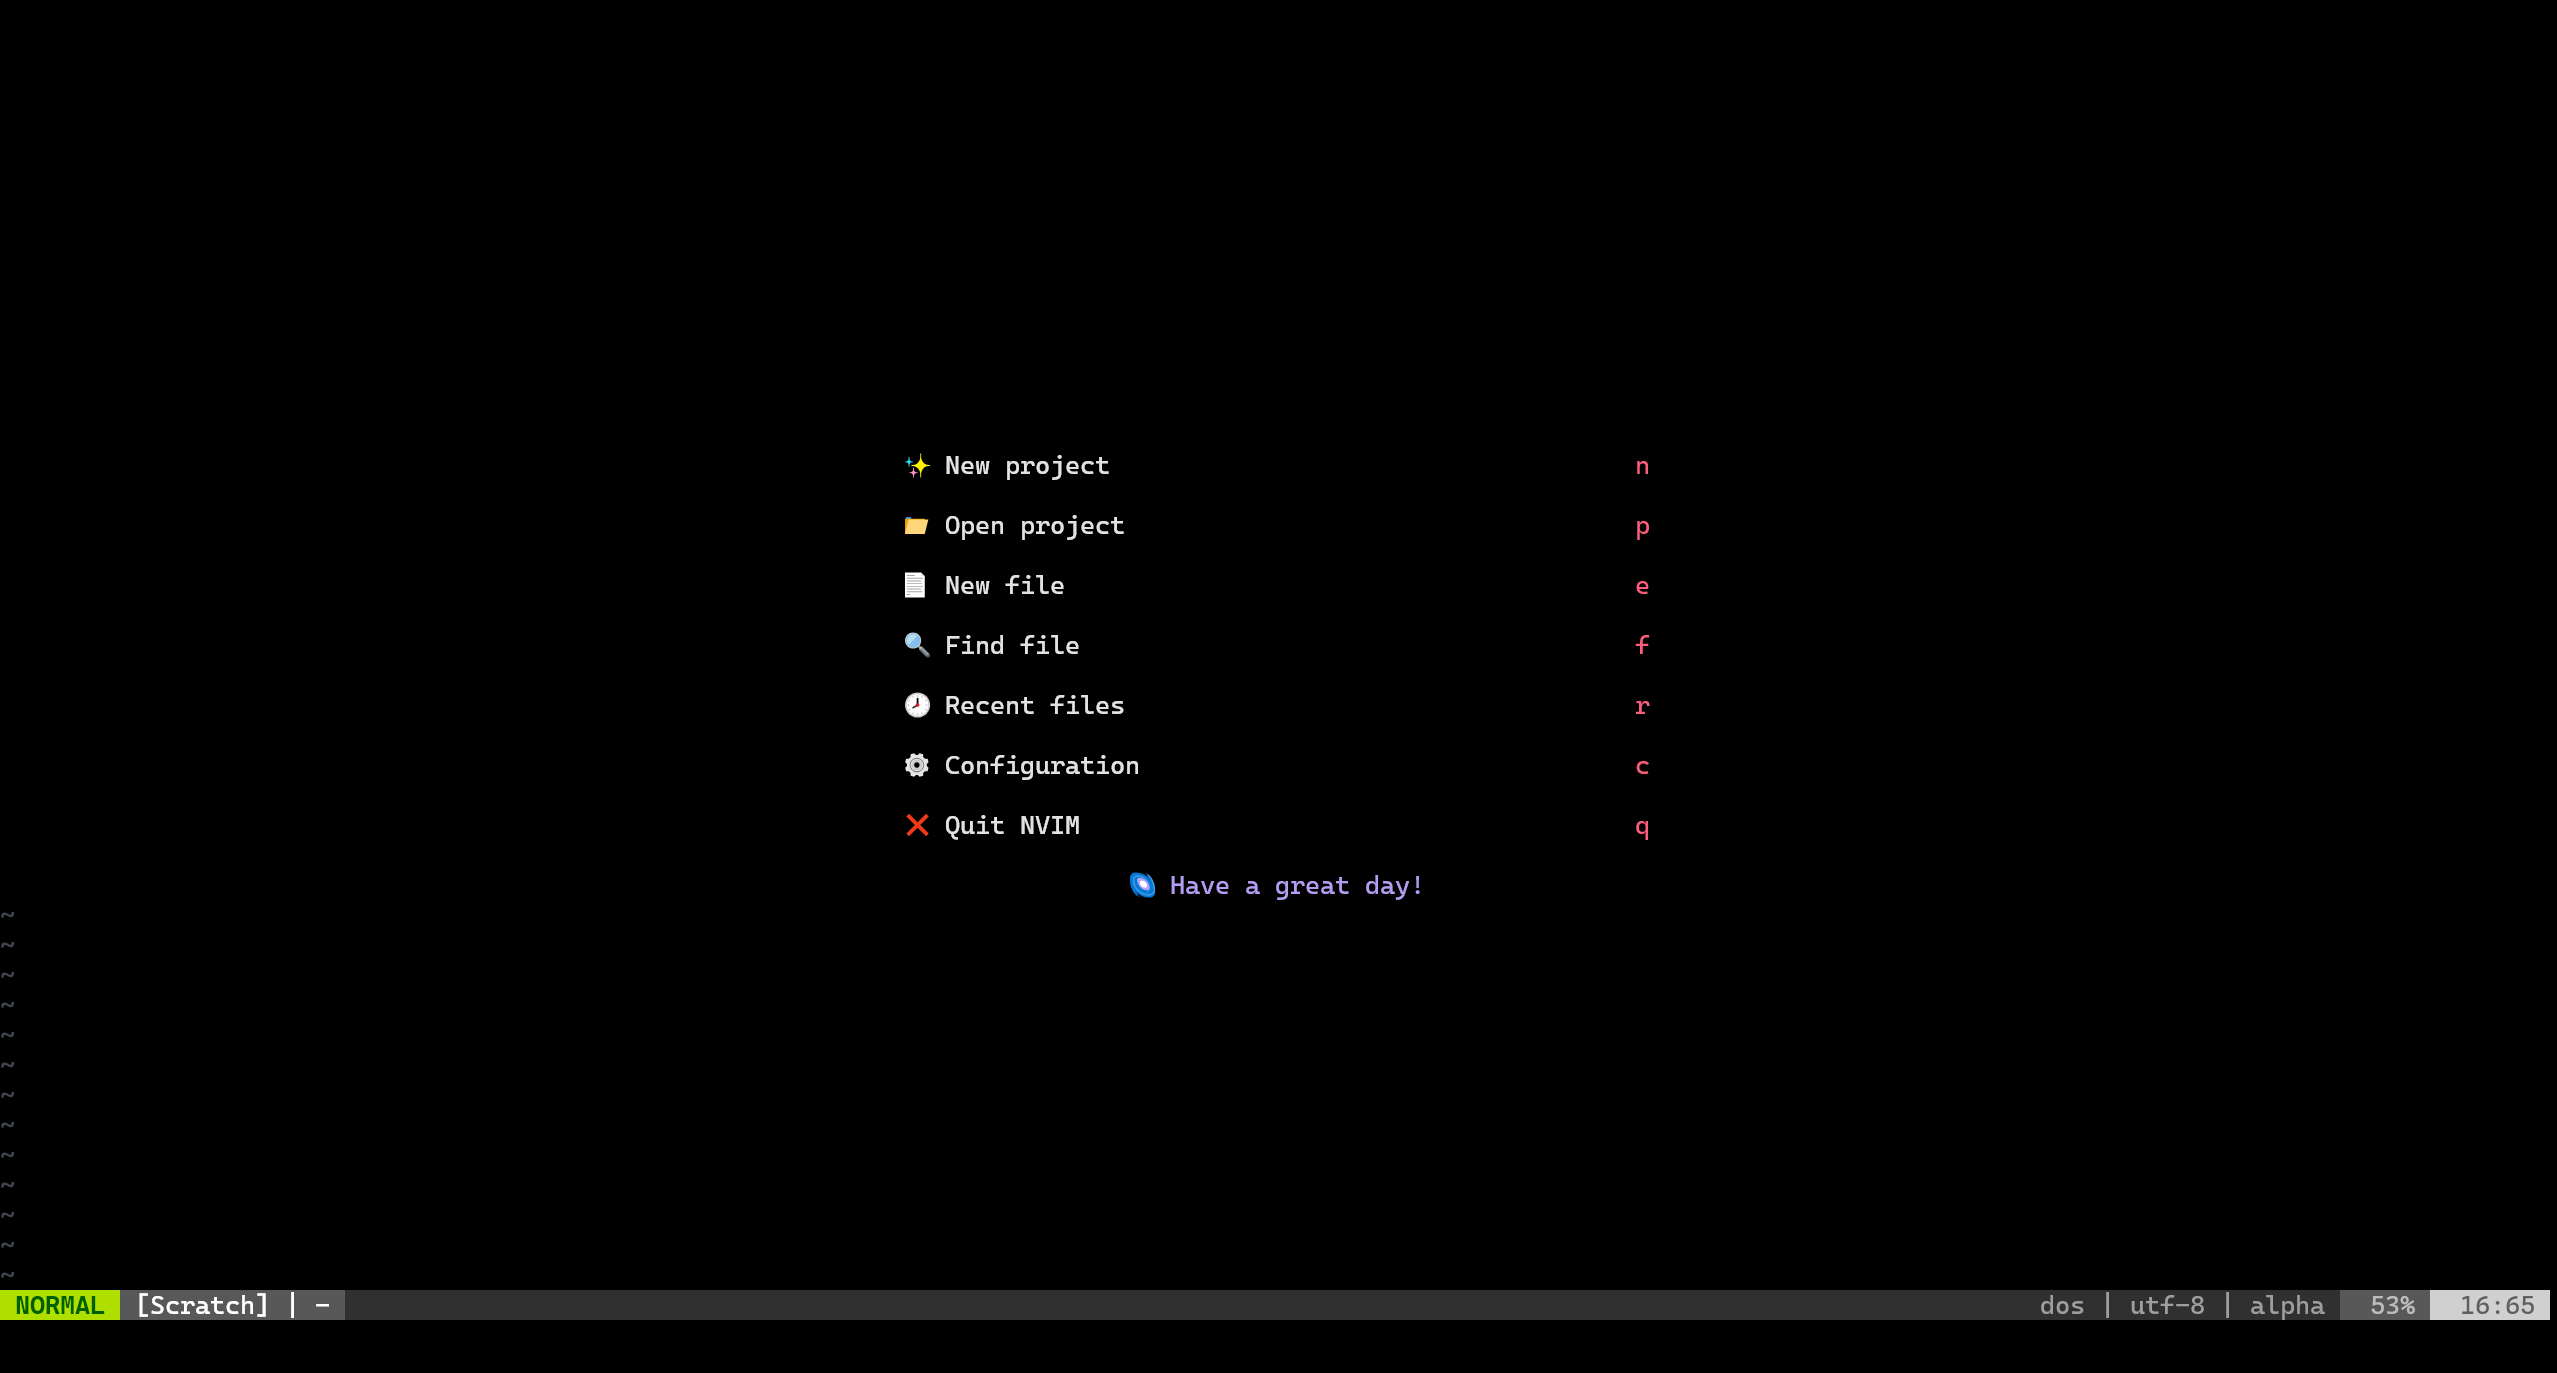 ✨ New project n
📂 Open project p
📄 New file e
🔍 Find file f
🕗 Recent files r
⚙ Configuration c
❌ Quit NVIM q
🌌 Have a great day!
~
~
~
~
~
~
~
~
~
~
~
~
~
NORMAL [Scratch] | - dos | utf-8 | alpha 53% 16:65